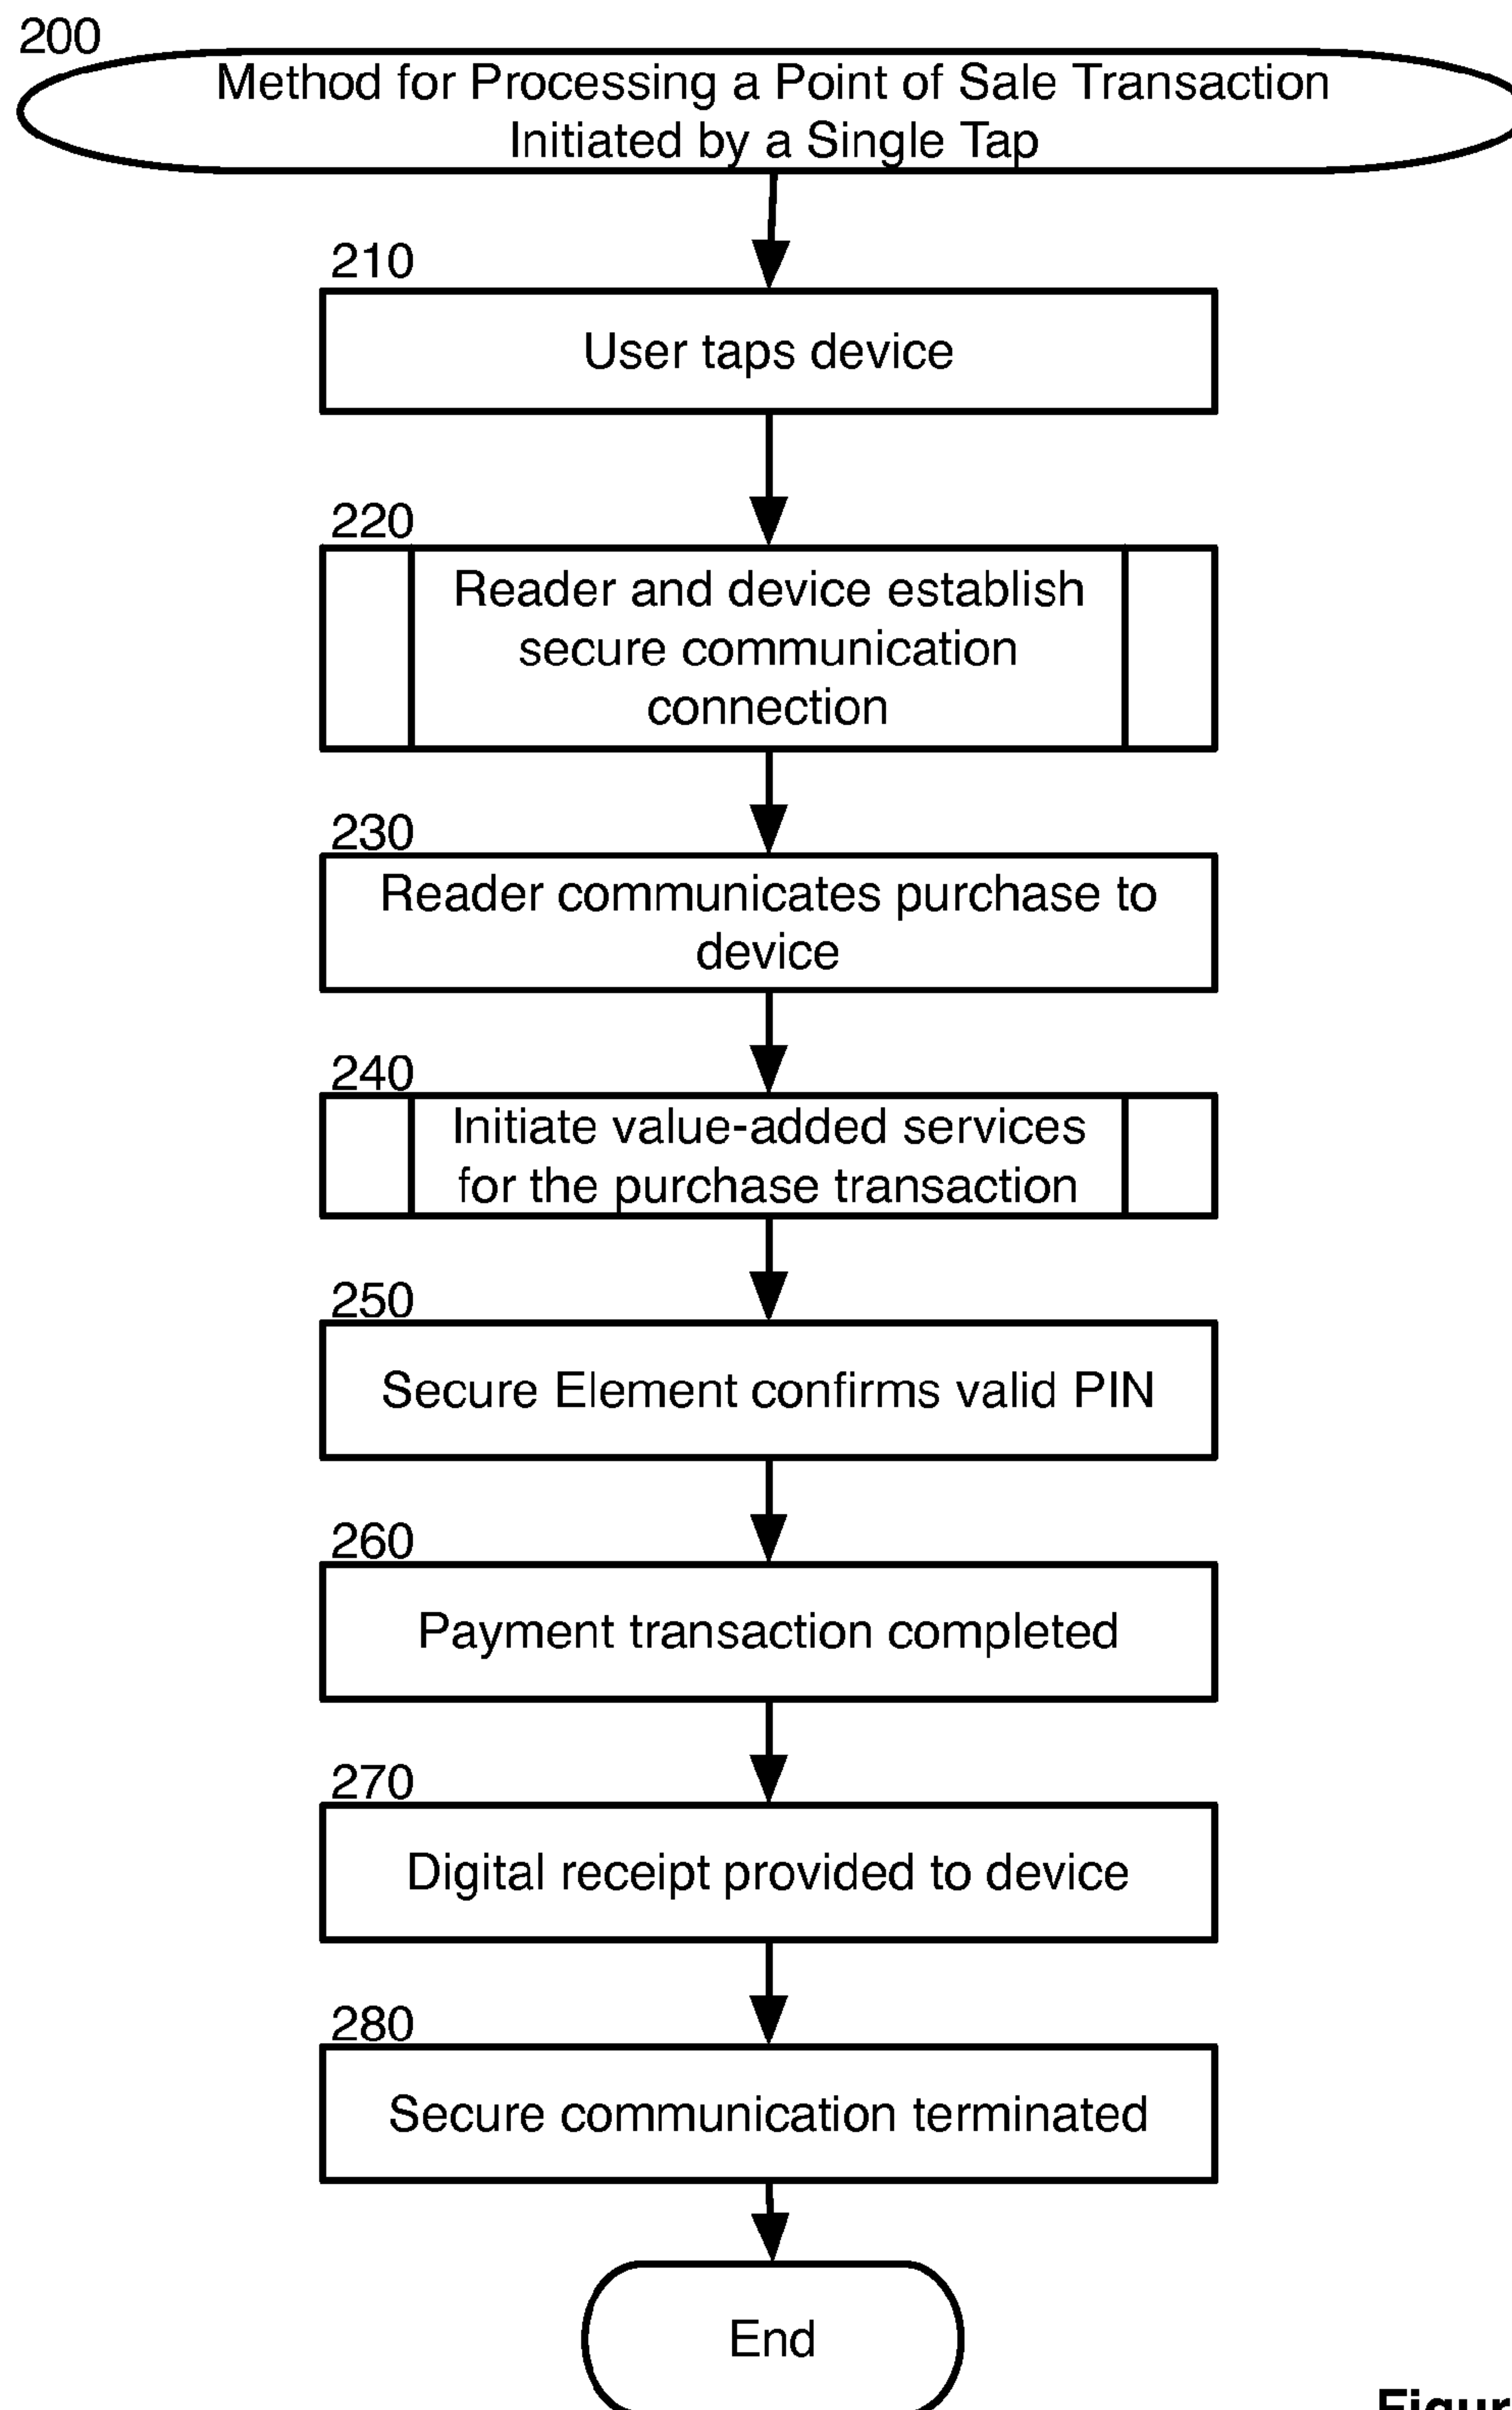 200
Method for Processing a Point of Sale Transaction
Initiated by a Single Tap
210
User taps device
220
Reader and device establish
secure communication
connection
230
Reader communicates purchase to
device
240
Initiate value-added services
for the purchase transaction
250
Secure Element confirms valid PIN
260
Payment transaction completed
270
Digital receipt provided to device
280
Secure communication terminated
End